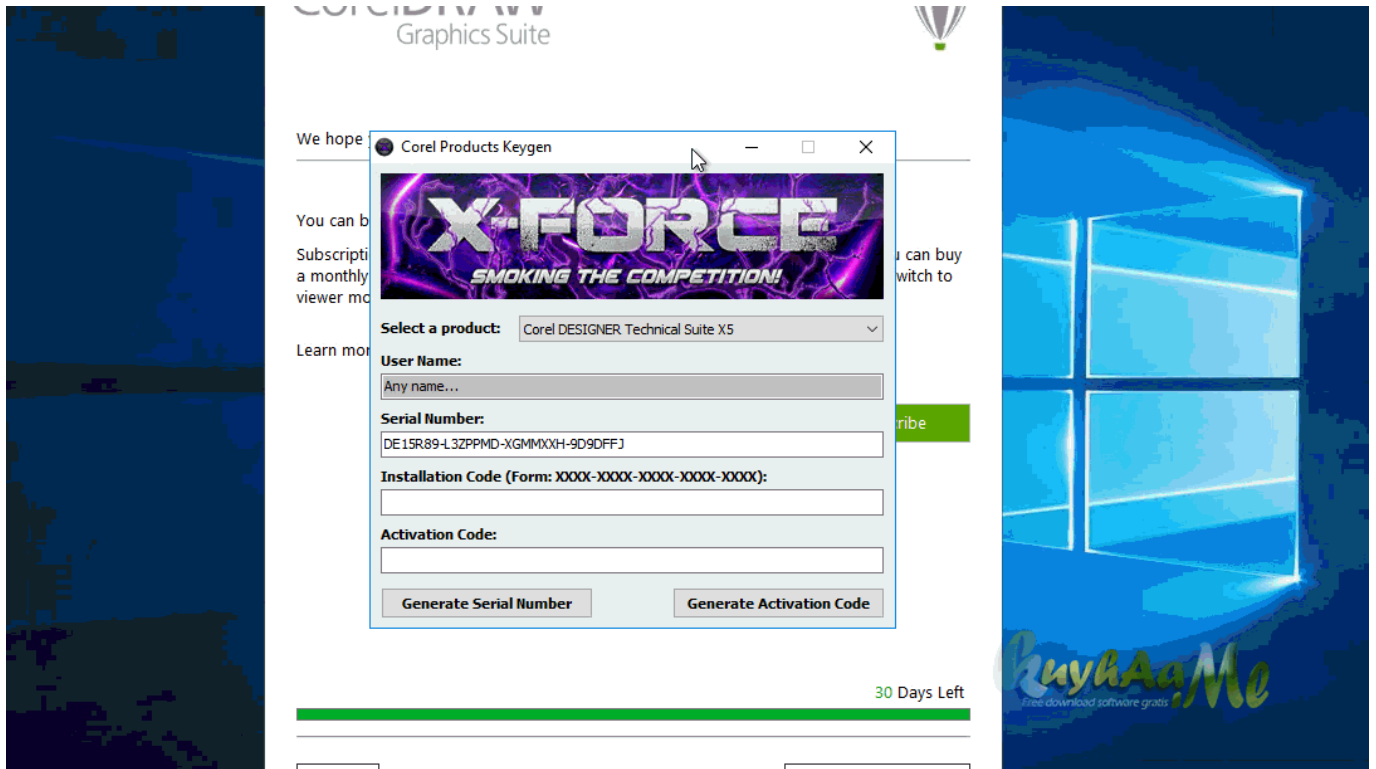 CorelDRAW
Graphics Suite
We hope
Corel Products Keygen
X-FORCE
SMOKING THE COMPETITION!
You can b
Subscripti
u can buy
a monthly
witch to
viewer mo
Learn mor
Select a product:
Corel DESIGNER Technical Suite X5
User Name:
Any name...
Serial Number:
DE15R89-L3ZPPMD-XGMMXXH-9D9DFFJ
ribe
Installation Code (Form: XXXX-XXXX-XXXX-XXXX-XXXX):
Activation Code:
Generate Serial Number
Generate Activation Code
30 Days Left
kuyhAa.Me
Free download software gratis